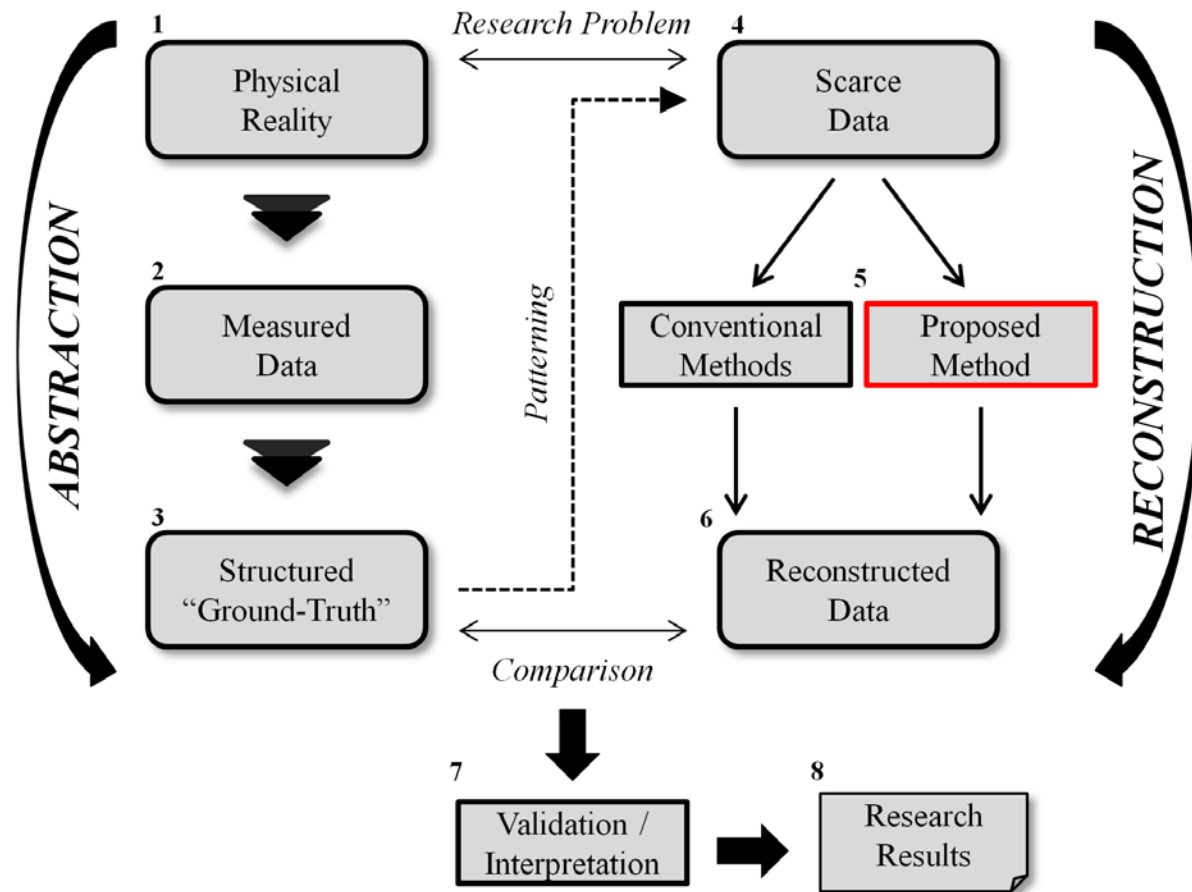 1
Research Problem
4
Physical
Reality
Scarce
Data
ABSTRACTION
RECONSTRUCTION
2
Measured
Data
Patterning
5
Conventional
Methods
Proposed
Method
3
Structured
“Ground-Truth”
6
Reconstructed
Data
Comparison
7
Validation /
Interpretation
8
Research
Results